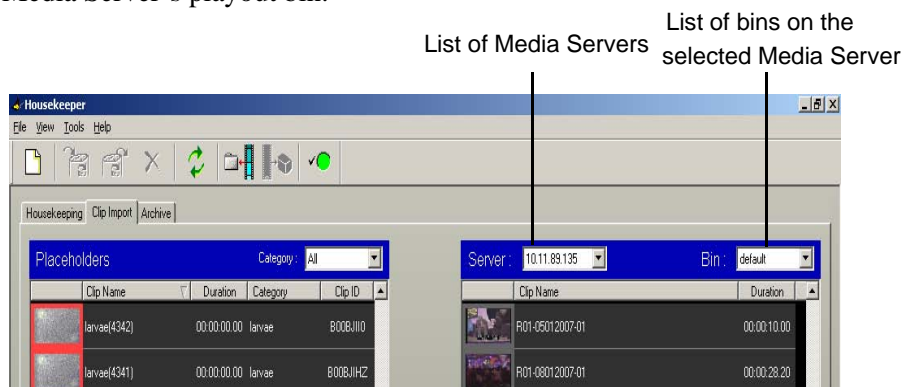 Media Server's playout bin.
List of Media Servers
List of bins on the
selected Media Server
Housekeeper
File View Tools Help
Housekeeping Clip Import Archive
Placeholders Category: All
Server: 10.11.89.135 Bin: default
Clip Name Duration Category Clip ID
Clip Name Duration
larvae(4342) 00:00:00.00 larvae B00BJII0
R01-05012007-01 00:00:10.00
larvae(4341) 00:00:00.00 larvae B00BJIHZ
R01-08012007-01 00:00:28.20